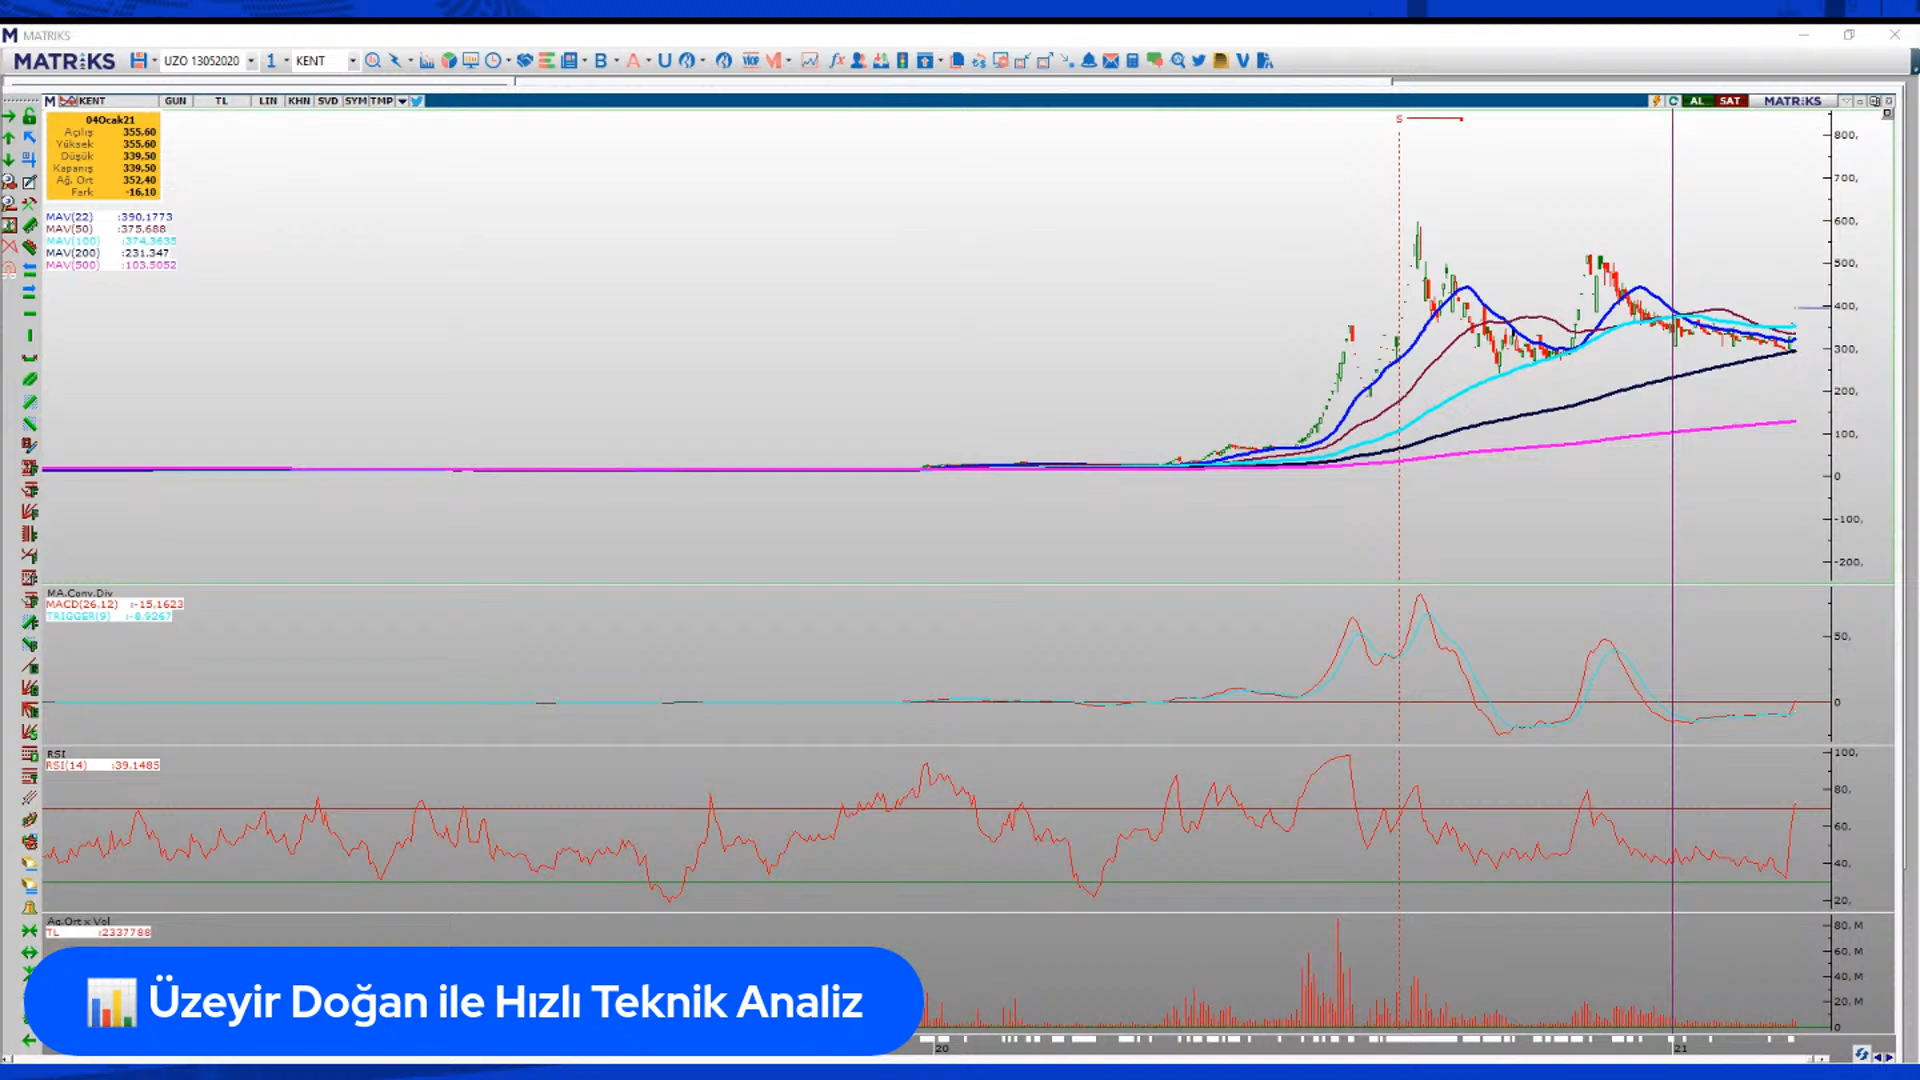 MATRIKS
MATRIKS UZO 13052020 1 KENT
KENT GUN TL LIN KHN SVD SYM TMP AL SAT MATRIKS
04Ocak21
Açılış 355,60
Yüksek 355,60
Düşük 339,50
Kapanış 339,50
Ağ. Ort 352,40
Fark -16,10
MAV(22) :390,1773
MAV(50) :375,688
MAV(100) :374,3635
MAV(200) :231,347
MAV(500) :103,5052
S
800,
700,
600,
500,
400,
300,
200,
100,
0
-100,
-200,
MA.Conv.Div
MACD(26,12) :-15,1623
TRIGGER(9) :-8,9267
50,
0
RSI
RSI(14) :39,1485
100,
80,
60,
40,
20,
Ag.Ort x Vol
TL :2337788
80, M
60, M
40, M
20, M
0
20
21
📊 Üzeyir Doğan ile Hızlı Teknik Analiz